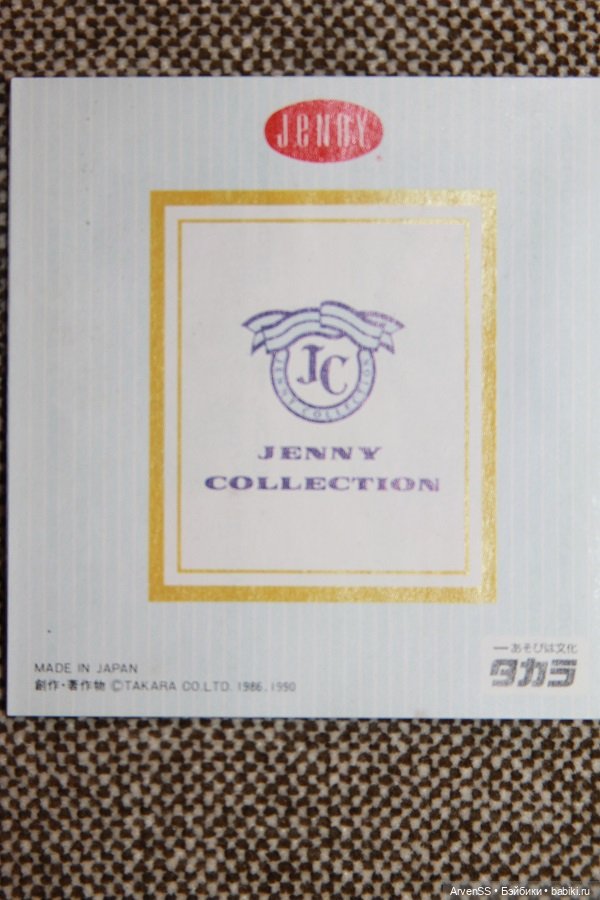 JeNNY
JC
JENNY COLLECTION
JENNY
COLLECTION
一あそびは文化
タカラ
MADE IN JAPAN
創作・著作物 ©TAKARA CO.LTD. 1986, 1990
ArvenSS • Бэйбики • babiki.ru